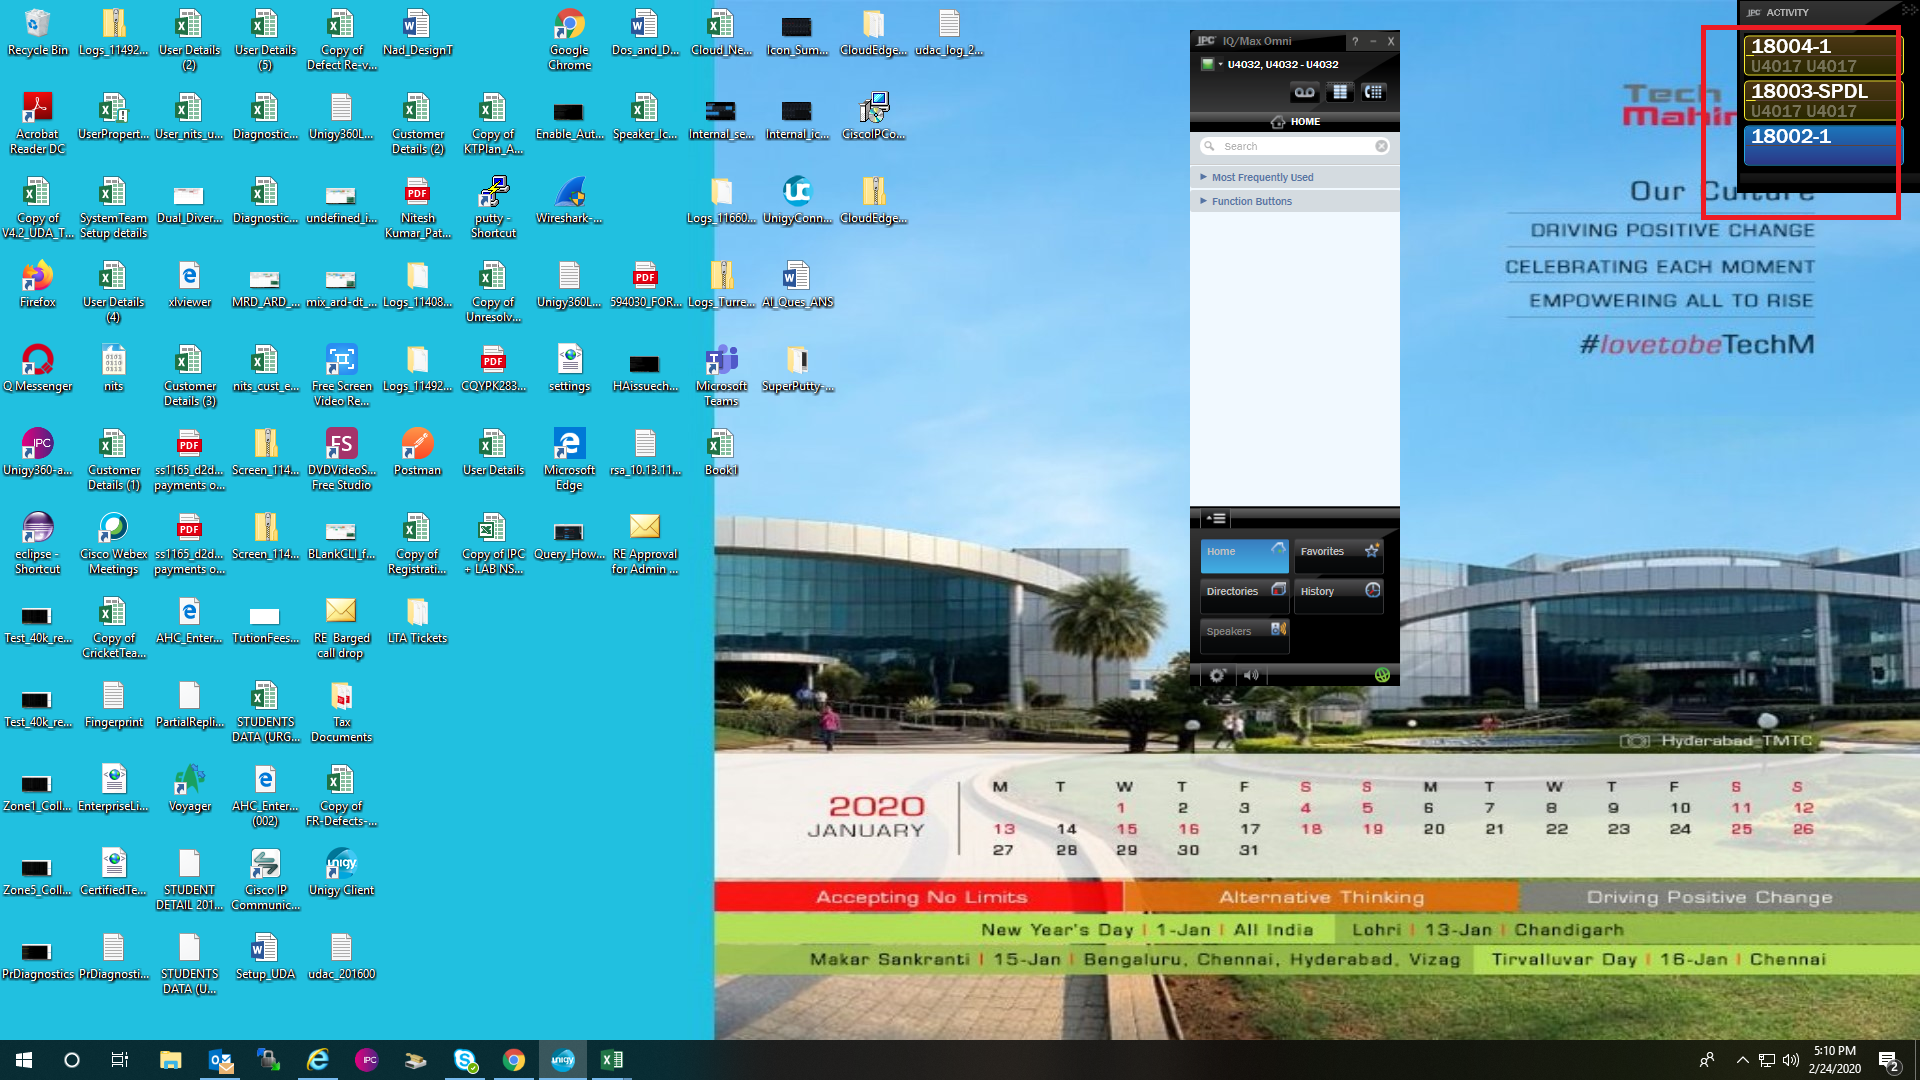 Recycle Bin
Logs_11492...
User Details (2)
User Details (5)
Copy of Defect Re-v...
Nad_DesignT
Google Chrome
Dos_and_D...
Cloud_Ne...
Icon_Sum...
CloudEdge...
udac_log_2...
Acrobat Reader DC
UserPropert...
User_nits_u...
Diagnostic...
Unigy360L...
Customer Details (2)
Copy of KTPlan_A...
Enable_Aut...
Speaker_Ic...
Internal_se...
Internal_ic...
CiscoIPCo...
Copy of V4.2_UDA_T...
SystemTeam Setup details
Dual_Diver...
Diagnostic...
undefined_i...
Nitesh Kumar_Pat...
putty - Shortcut
Wireshark-...
Logs_11660...
UnigyConn...
CloudEdge...
Firefox
User Details (4)
xlviewer
MRD_ARD_...
mix_ard-dt_...
Logs_11408...
Copy of Unresolv...
Unigy360L...
594030_FOR...
Logs_Turre...
AI_Ques_ANS
Q Messenger
nits
Customer Details (3)
nits_cust_e...
Free Screen Video Re...
Logs_11492...
CQYPK283...
settings
HAissuech...
Microsoft Teams
SuperPutty-...
Unigy360-a...
Customer Details (1)
ss1165_d2d... payments o...
Screen_114...
DVDVideoS... Free Studio
Postman
User Details
Microsoft Edge
rsa_10.13.11...
Book1
eclipse - Shortcut
Cisco Webex Meetings
ss1165_d2d... payments o...
Screen_114...
BLankCLI_f...
Copy of Registrati...
Copy of IPC + LAB NS...
Query_How...
RE Approval for Admin ...
Test_40k_re...
Copy of CricketTea...
AHC_Enter...
TutionFees...
RE Barged call drop
LTA Tickets
Test_40k_re...
Fingerprint
PartialRepli...
STUDENTS DATA (URG...
Tax Documents
Zone1_Coll...
EnterpriseLi...
Voyager
AHC_Enter... (002)
Copy of FR-Defects-...
Zone5_Coll...
CertifiedTe...
STUDENT DETAIL 201...
Cisco IP Communic...
Unigy Client
PrDiagnostics
PrDiagnosti...
STUDENTS DATA (U...
Setup_UDA
udac_201600
IPC IQ/Max Omni ? – X
U4032, U4032 - U4032
HOME
Search
Most Frequently Used
Function Buttons
Home
Favorites
Directories
History
Speakers
IPC ACTIVITY
18004-1
U4017 U4017
18003-SPDL
U4017 U4017
18002-1
Tech
Mahin
Our Culture
DRIVING POSITIVE CHANGE
CELEBRATING EACH MOMENT
EMPOWERING ALL TO RISE
#lovetobeTechM
Hyderabad_TMTC
2020
JANUARY
M T W T F S S M T W T F S S
1 2 3 4 5 6 7 8 9 10 11 12
13 14 15 16 17 18 19 20 21 22 23 24 25 26
27 28 29 30 31
Accepting No Limits
Alternative Thinking
Driving Positive Change
New Year's Day | 1-Jan | All India
Lohri | 13-Jan | Chandigarh
Makar Sankranti | 15-Jan | Bengaluru, Chennai, Hyderabad, Vizag
Tirvalluvar Day | 16-Jan | Chennai
5:10 PM
2/24/2020
2